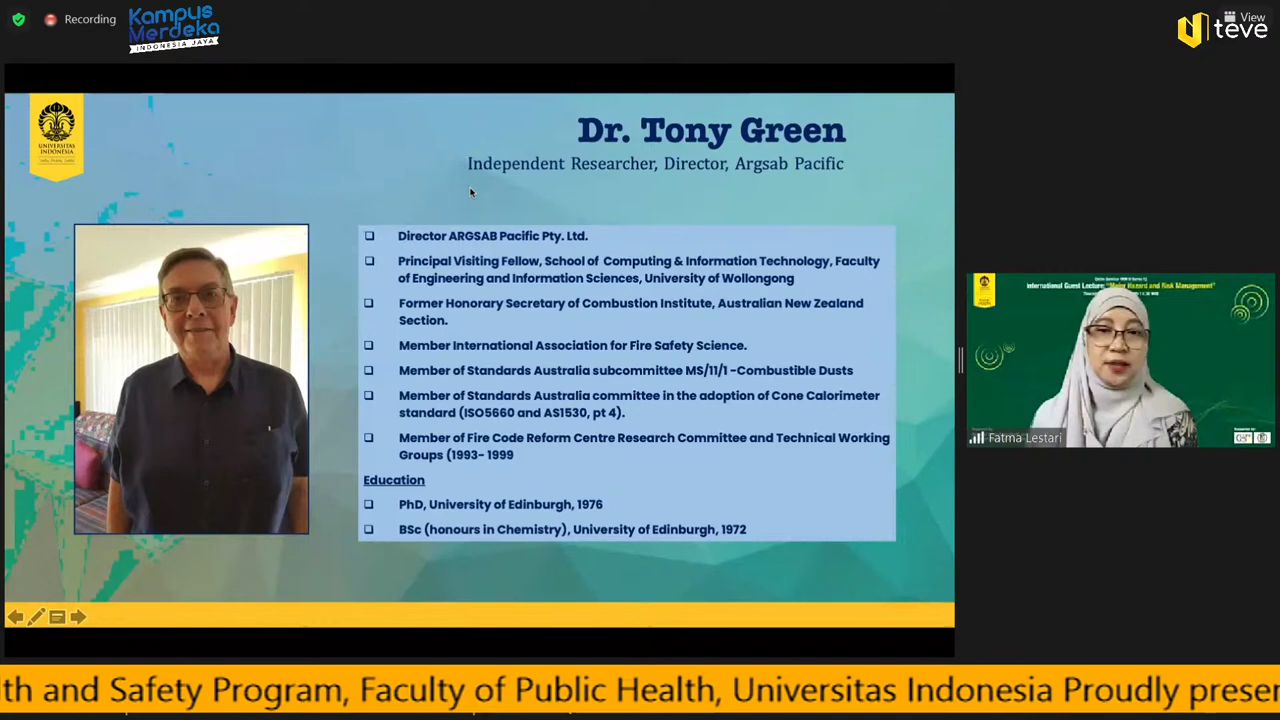 Recording
Kampus
Merdeka
INDONESIA JAYA
View
teve
UNIVERSITAS
INDONESIA
Dr. Tony Green
Independent Researcher, Director, Argsab Pacific
Director ARGSAB Pacific Pty. Ltd.
Principal Visiting Fellow, School of Computing & Information Technology, Faculty
of Engineering and Information Sciences, University of Wollongong
Former Honorary Secretary of Combustion Institute, Australian New Zealand
Section.
Member International Association for Fire Safety Science.
Member of Standards Australia subcommittee MS/11/1 -Combustible Dusts
Member of Standards Australia committee in the adoption of Cone Calorimeter
standard (ISO5660 and AS1530, pt 4).
Member of Fire Code Reform Centre Research Committee and Technical Working
Groups (1993- 1999
Education
PhD, University of Edinburgh, 1976
BSc (honours in Chemistry), University of Edinburgh, 1972
International Guest Lecture: "Major Hazard and Risk Management"
Fatma Lestari
lth and Safety Program, Faculty of Public Health, Universitas Indonesia Proudly presen